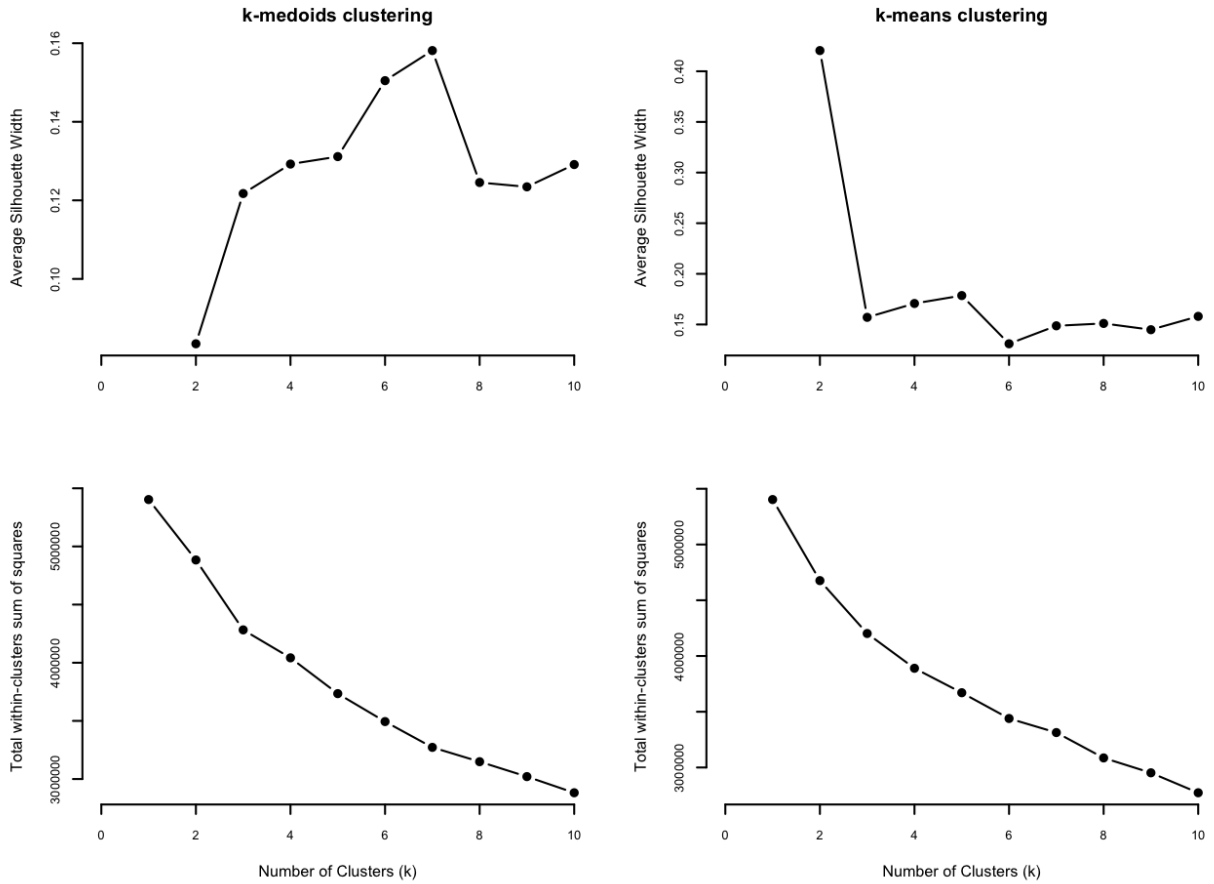 k-medoids clustering
Average Silhouette Width
0.16
0.14
0.12
0.10
0 2 4 6 8 10
k-means clustering
Average Silhouette Width
0.40
0.35
0.30
0.25
0.20
0.15
0 2 4 6 8 10
Total within-clusters sum of squares
5000000
4000000
3000000
0 2 4 6 8 10
Number of Clusters (k)
Total within-clusters sum of squares
5000000
4000000
3000000
0 2 4 6 8 10
Number of Clusters (k)